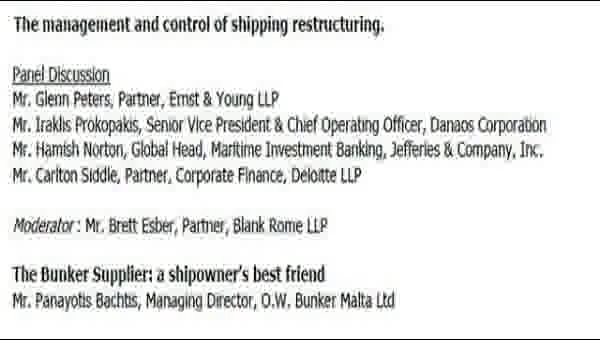 The management and control of shipping restructuring.
Panel Discussion
Mr. Glenn Peters, Partner, Ernst & Young LLP
Mr. Iraklis Prokopakis, Senior Vice President & Chief Operating Officer, Danaos Corporation
Mr. Hamish Norton, Global Head, Maritime Investment Banking, Jefferies & Company, Inc.
Mr. Carlton Siddle, Partner, Corporate Finance, Deloitte LLP
Moderator : Mr. Brett Esber, Partner, Blank Rome LLP
The Bunker Supplier: a shipowner's best friend
Mr. Panayotis Bachtis, Managing Director, O.W. Bunker Malta Ltd